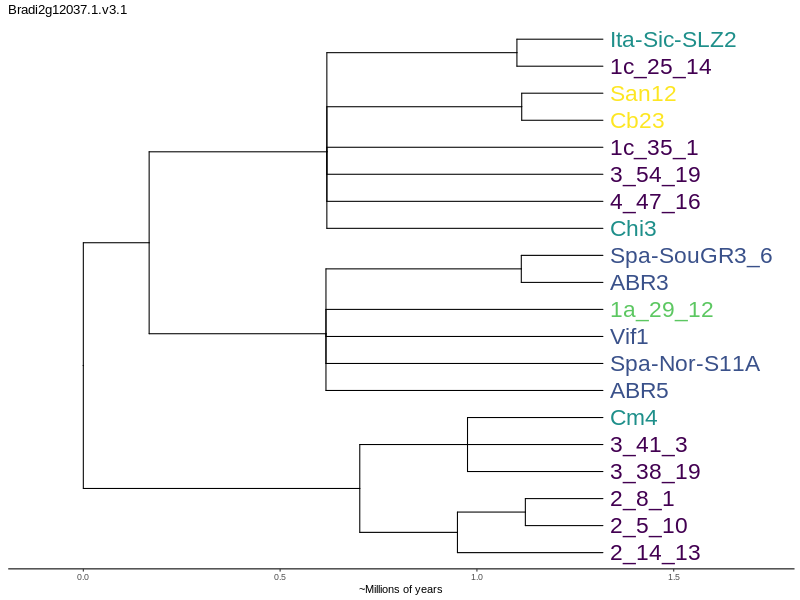 Bradi2g12037.1.v3.1
Ita-Sic-SLZ2
1c_25_14
San12
Cb23
1c_35_1
3_54_19
4_47_16
Chi3
Spa-SouGR3_6
ABR3
1a_29_12
Vif1
Spa-Nor-S11A
ABR5
Cm4
3_41_3
3_38_19
2_8_1
2_5_10
2_14_13
0.0 0.5 1.0 1.5
~Millions of years